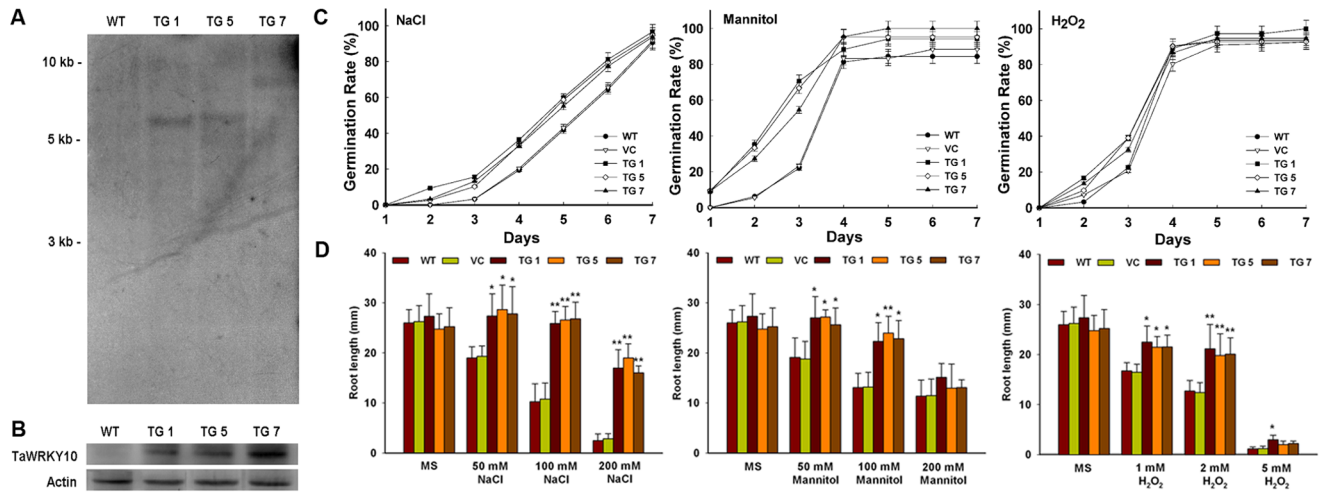 A
WT TG 1 TG 5 TG 7
10 kb -
5 kb -
3 kb -
B
WT TG 1 TG 5 TG 7
TaWRKY10
Actin
C
NaCl
Germination Rate (%)
100
80
60
40
20
0
1 2 3 4 5 6 7
Days
WT
VC
TG 1
TG 5
TG 7
Mannitol
Germination Rate (%)
100
80
60
40
20
0
1 2 3 4 5 6 7
Days
WT
VC
TG 1
TG 5
TG 7
H2O2
Germination Rate (%)
100
80
60
40
20
0
1 2 3 4 5 6 7
Days
WT
VC
TG 1
TG 5
TG 7
D
WT VC TG 1 TG 5 TG 7
Root length (mm)
40
30
20
10
0
* * *
** ** **
** ** **
MS 50 mM 100 mM 200 mM
NaCl NaCl NaCl
WT VC TG 1 TG 5 TG 7
Root length (mm)
40
30
20
10
0
* * *
* ** *
MS 50 mM 100 mM 200 mM
Mannitol Mannitol Mannitol
WT VC TG 1 TG 5 TG 7
Root length (mm)
40
30
20
10
0
* * *
** ** **
*
MS 1 mM 2 mM 5 mM
H2O2 H2O2 H2O2